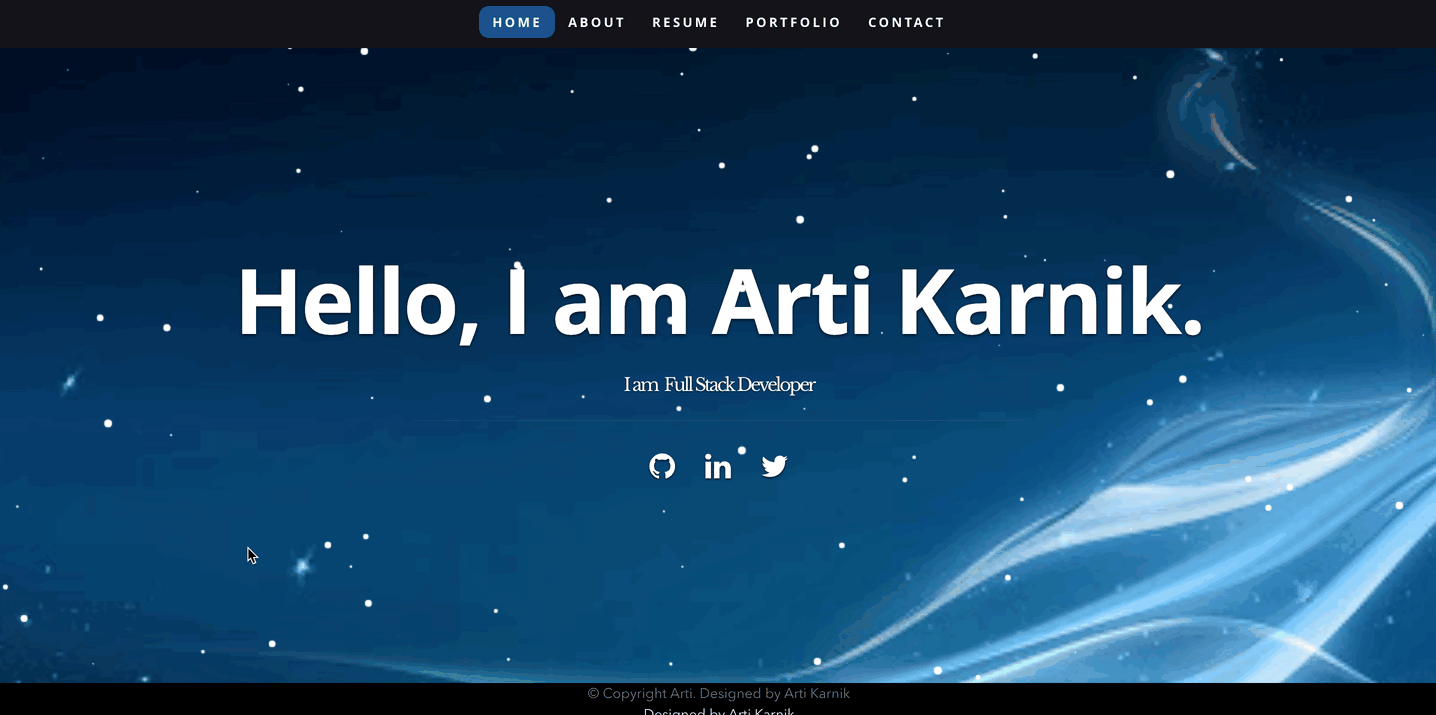 HOME ABOUT RESUME PORTFOLIO CONTACT
Hello, I am Arti Karnik.
I am Full Stack Developer
in
© Copyright Arti. Designed by Arti Karnik
Designed by Arti Karnik